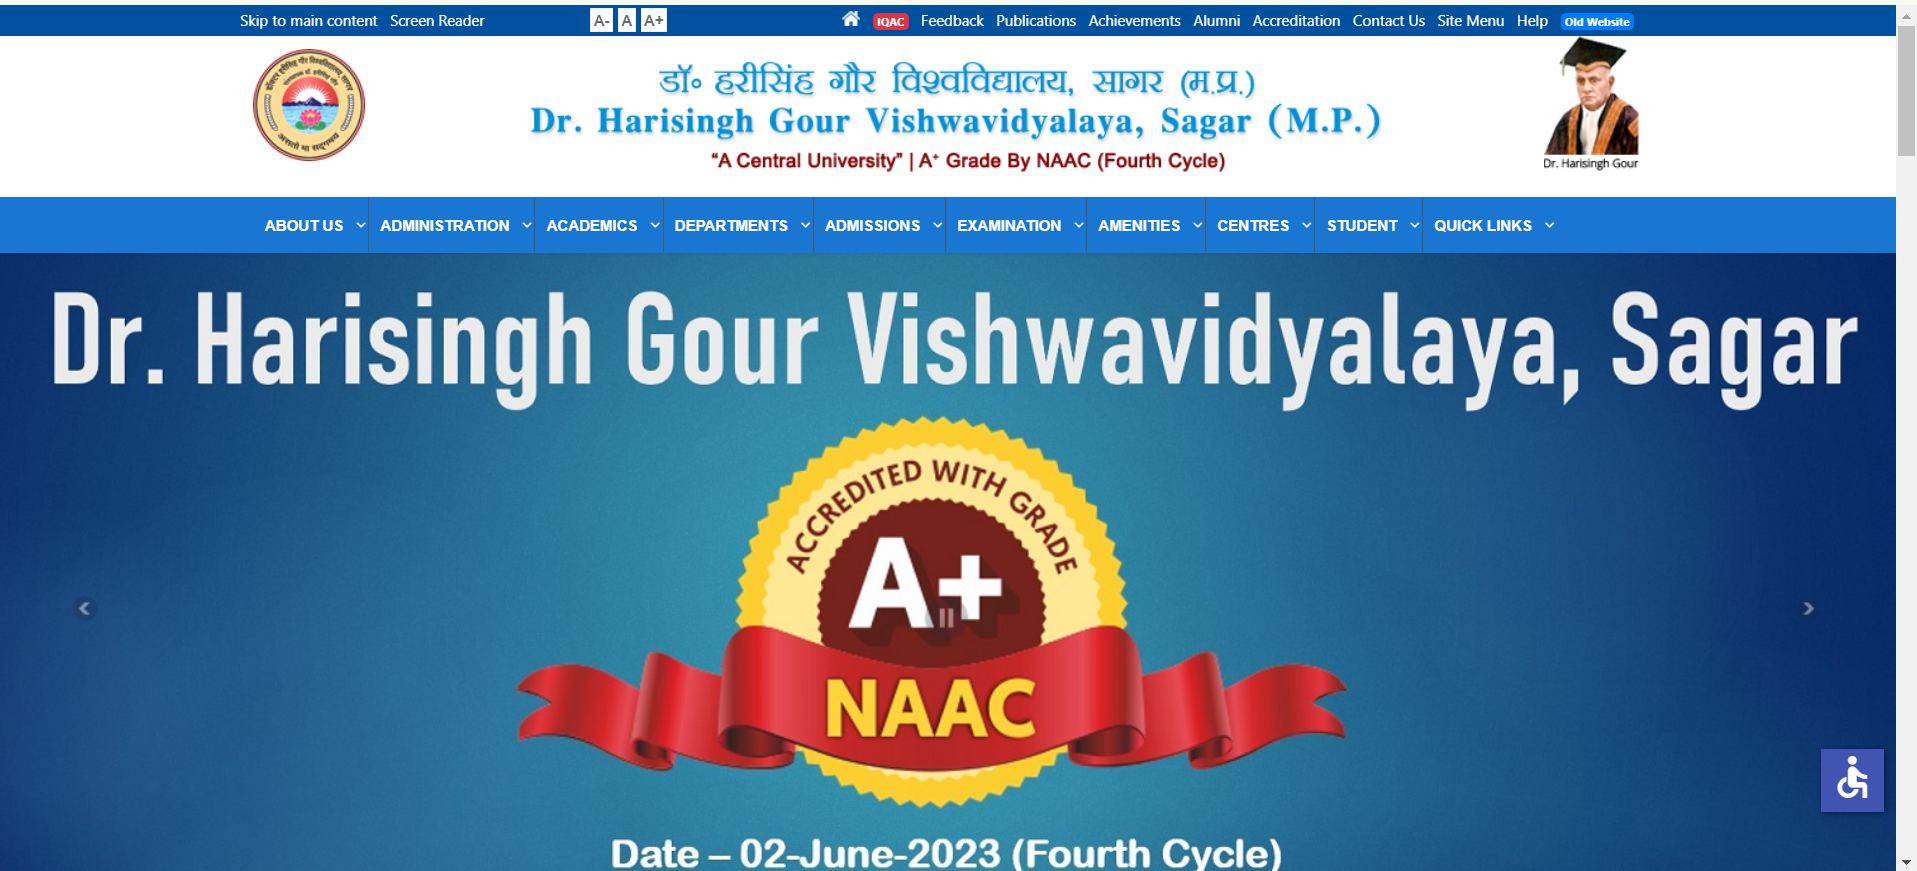 Skip to main content Screen Reader A- A A+ IQAC Feedback Publications Achievements Alumni Accreditation Contact Us Site Menu Help Old Website
डॉ॰ हरीसिंह गौर विश्वविद्यालय, सागर (म.प्र.)
Dr. Harisingh Gour Vishwavidyalaya, Sagar (M.P.)
“A Central University” | A+ Grade By NAAC (Fourth Cycle)
Dr. Harisingh Gour
ABOUT US ADMINISTRATION ACADEMICS DEPARTMENTS ADMISSIONS EXAMINATION AMENITIES CENTRES STUDENT QUICK LINKS
Dr. Harisingh Gour Vishwavidyalaya, Sagar
ACCREDITED WITH GRADE
A+
NAAC
Date – 02-June-2023 (Fourth Cycle)